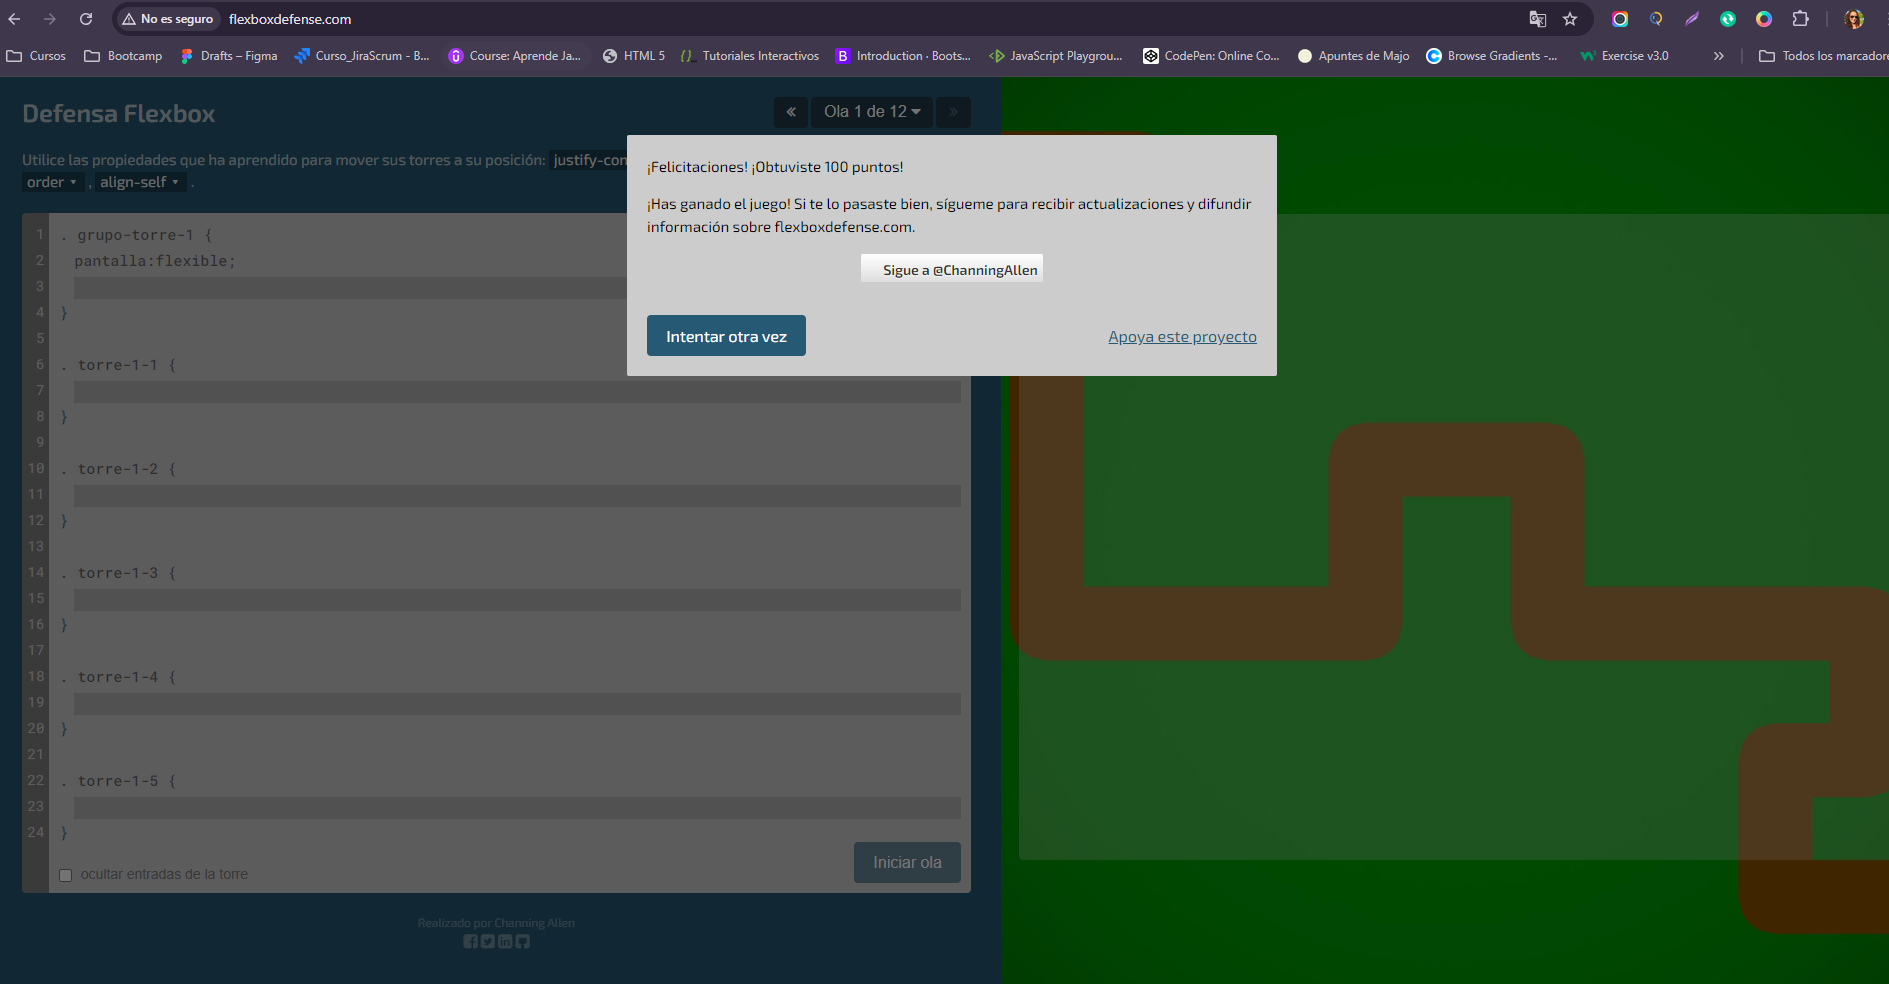 No es seguro flexboxdefense.com
Cursos Bootcamp Drafts – Figma Curso_JiraScrum - B... Course: Aprende Ja... HTML 5 Tutoriales Interactivos Introduction · Boots... JavaScript Playgrou... CodePen: Online Co... Apuntes de Majo Browse Gradients -... Exercise v3.0 » Todos los marcadore
Defensa Flexbox
« Ola 1 de 12 »
Utilice las propiedades que ha aprendido para mover sus torres a su posición: justify-con
order , align-self .
¡Felicitaciones! ¡Obtuviste 100 puntos!
¡Has ganado el juego! Si te lo pasaste bien, sígueme para recibir actualizaciones y difundir
información sobre flexboxdefense.com.
Sigue a @ChanningAllen
Intentar otra vez Apoya este proyecto
1 . grupo-torre-1 {
2 pantalla:flexible;
3
4 }
5
6 . torre-1-1 {
7
8 }
9
10 . torre-1-2 {
11
12 }
13
14 . torre-1-3 {
15
16 }
17
18 . torre-1-4 {
19
20 }
21
22 . torre-1-5 {
23
24 }
Iniciar ola
ocultar entradas de la torre
Realizado por Channing Allen